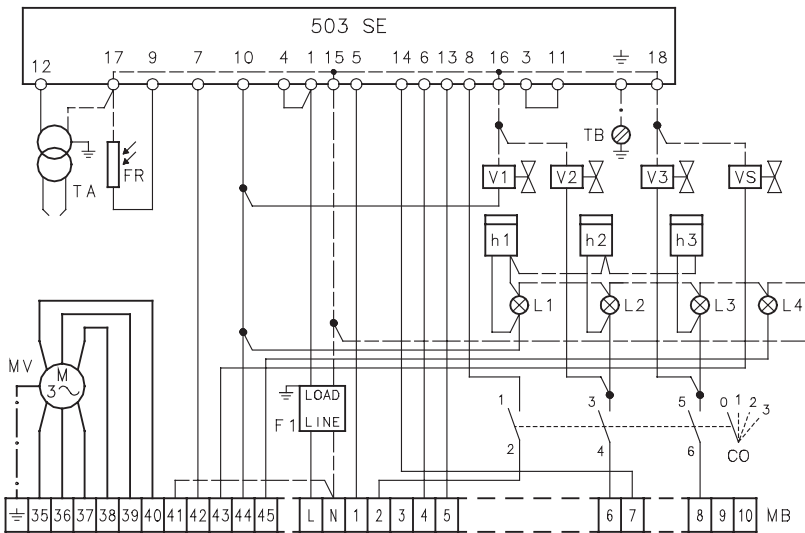 503 SE
12 17 9 7 10 4 1 15 5 14 6 13 8 16 3 11 18
TA FR TB
V1 V2 V3 VS
h1 h2 h3
L1 L2 L3 L4
MV M 3~
LOAD
F1 LINE
1 3 5 0 1 2 3
2 4 6 CO
35 36 37 38 39 40 41 42 43 44 45 L N 1 2 3 4 5 6 7 8 9 10 MB